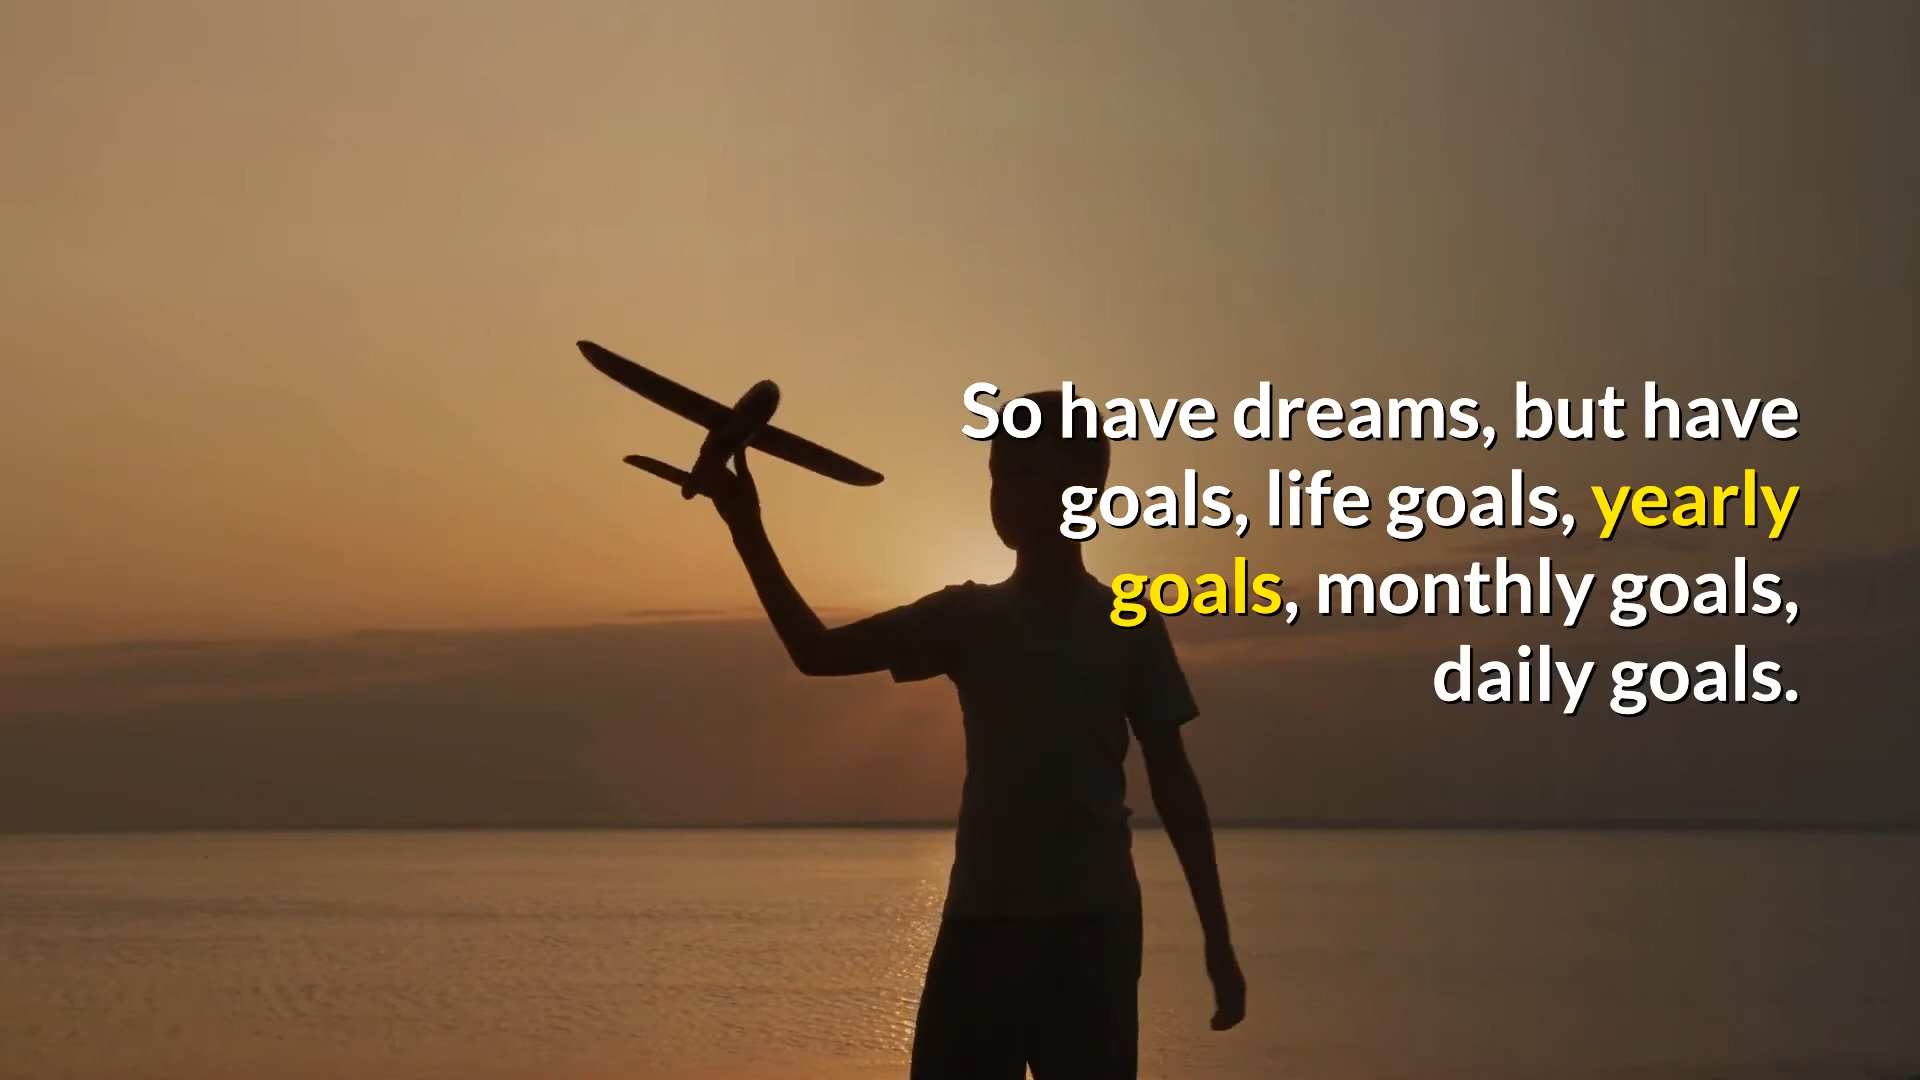 So have dreams, but have
goals, life goals, yearly
goals, monthly goals,
daily goals.